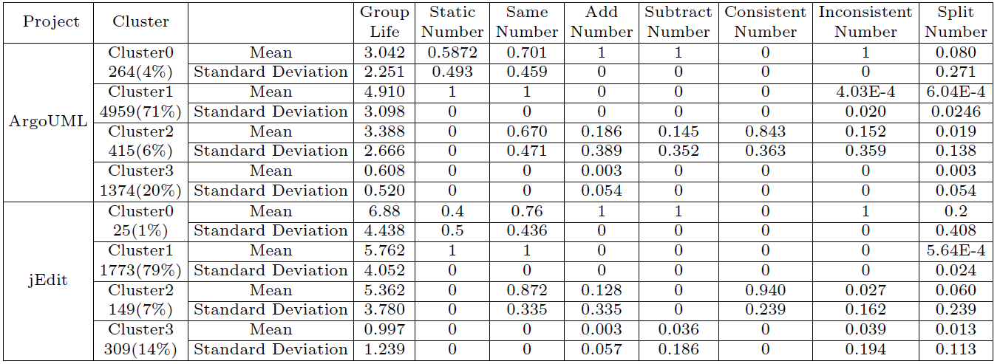 Project Cluster Group Life Static Number Same Number Add Number Subtract Number Consistent Number Inconsistent Number Split Number
ArgoUML
Cluster0 Mean 3.042 0.5872 0.701 1 1 0 1 0.080
264(4%) Standard Deviation 2.251 0.493 0.459 0 0 0 0 0.271
Cluster1 Mean 4.910 1 1 0 0 0 4.03E-4 6.04E-4
4959(71%) Standard Deviation 3.098 0 0 0 0 0 0.020 0.0246
Cluster2 Mean 3.388 0 0.670 0.186 0.145 0.843 0.152 0.019
415(6%) Standard Deviation 2.666 0 0.471 0.389 0.352 0.363 0.359 0.138
Cluster3 Mean 0.608 0 0 0.003 0 0 0 0.003
1374(20%) Standard Deviation 0.520 0 0 0.054 0 0 0 0.054
jEdit
Cluster0 Mean 6.88 0.4 0.76 1 1 0 1 0.2
25(1%) Standard Deviation 4.438 0.5 0.436 0 0 0 0 0.408
Cluster1 Mean 5.762 1 1 0 0 0 0 5.64E-4
1773(79%) Standard Deviation 4.052 0 0 0 0 0 0 0.024
Cluster2 Mean 5.362 0 0.872 0.128 0 0.940 0.027 0.060
149(7%) Standard Deviation 3.780 0 0.335 0.335 0 0.239 0.162 0.239
Cluster3 Mean 0.997 0 0 0.003 0.036 0 0.039 0.013
309(14%) Standard Deviation 1.239 0 0 0.057 0.186 0 0.194 0.113